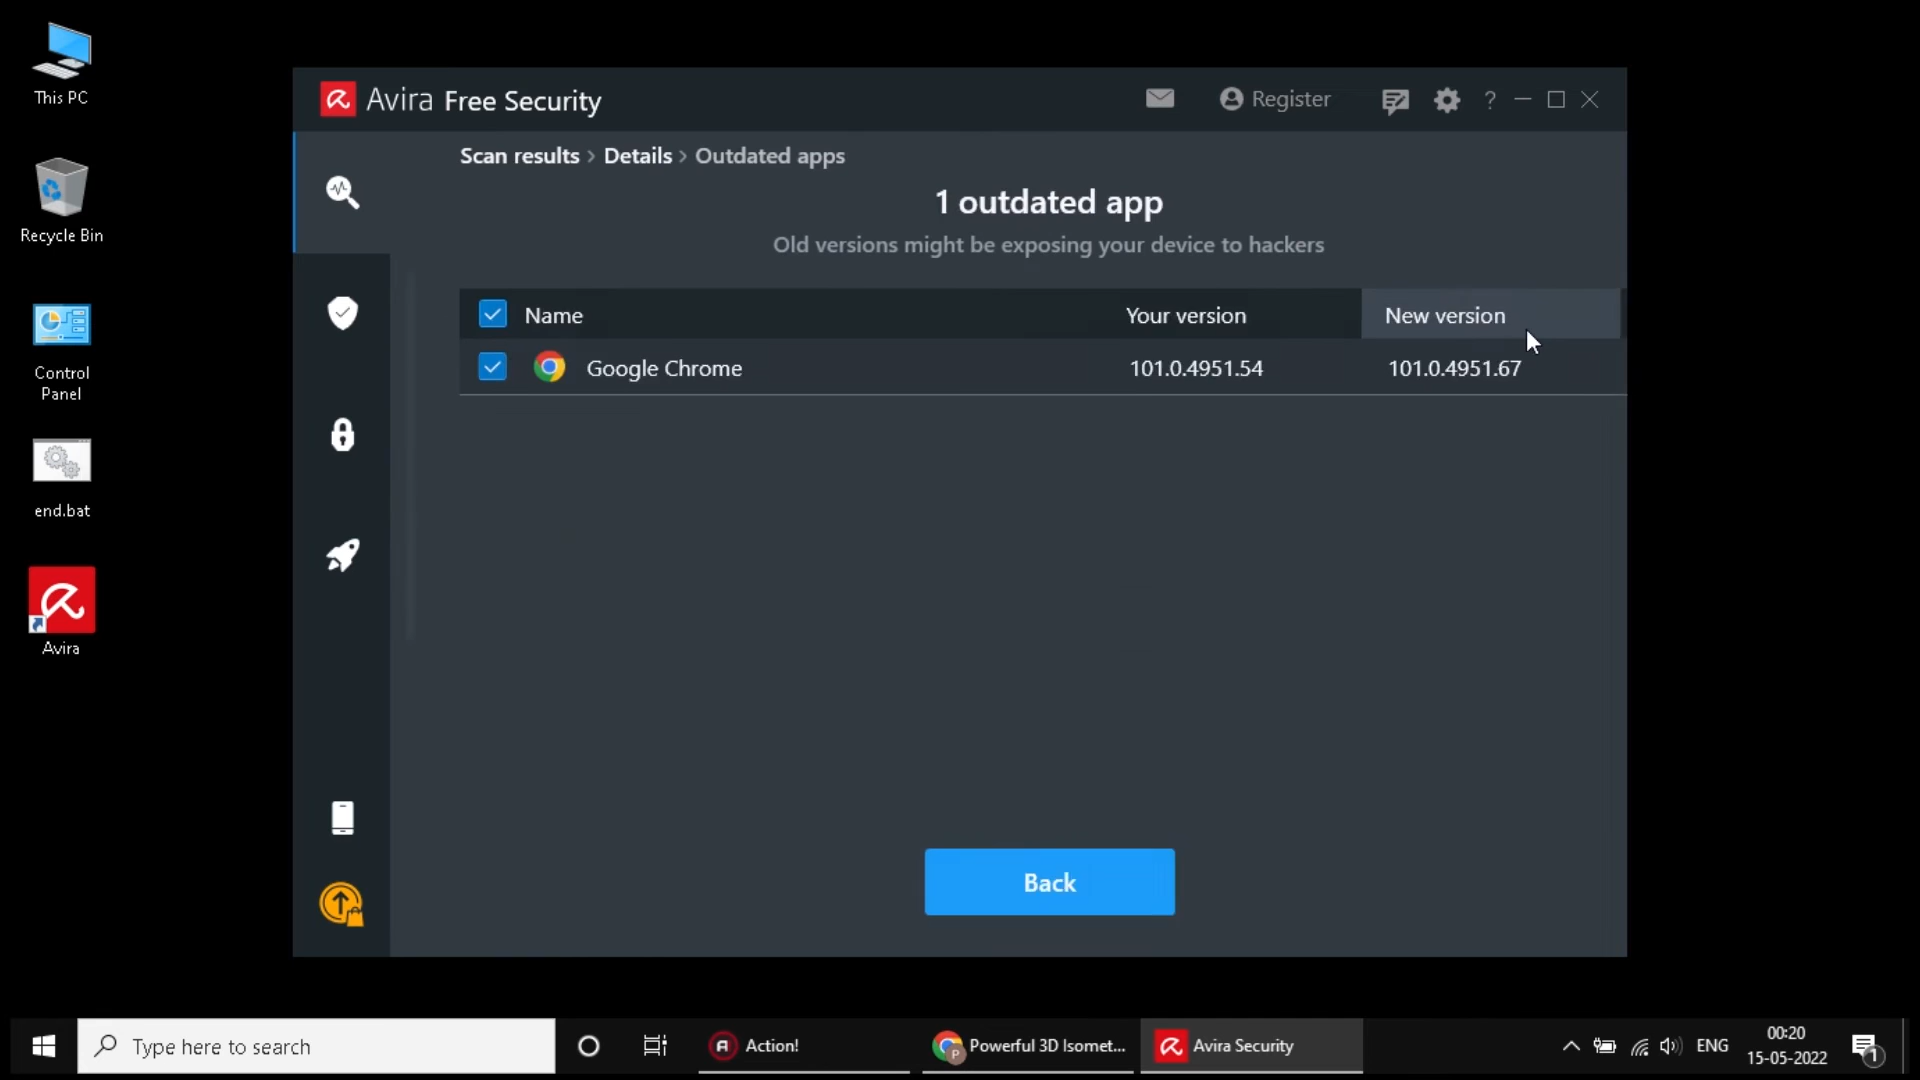 This PC
Recycle Bin
Control
Panel
end.bat
Avira
Avira Free Security
Register
?
Scan results › Details › Outdated apps
1 outdated app
Old versions might be exposing your device to hackers
Name Your version New version
Google Chrome 101.0.4951.54 101.0.4951.67
Back
Type here to search
Action!
P
Powerful 3D Isomet...
Avira Security
ENG
00:20
15-05-2022
1